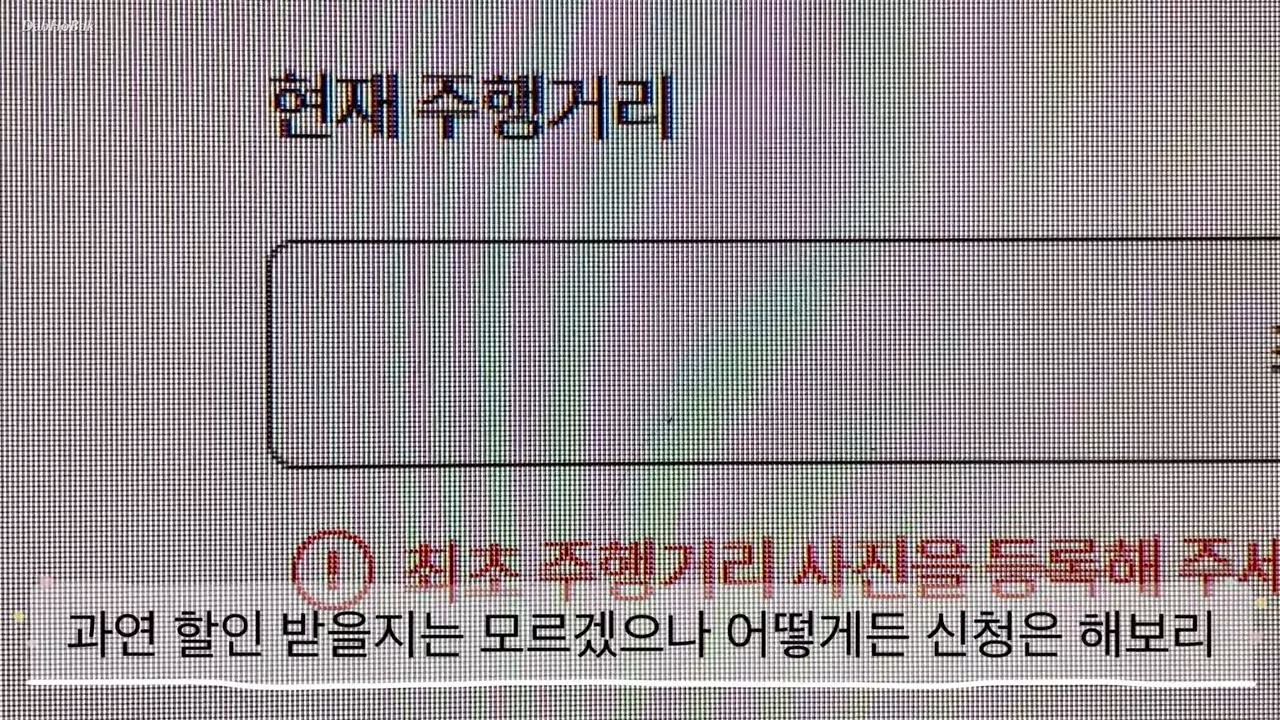 현재 주행거리
최초 주행거리 사진을 등록해 주세
과연 할인 받을지는 모르겠으나 어떻게든 신청은 해보리